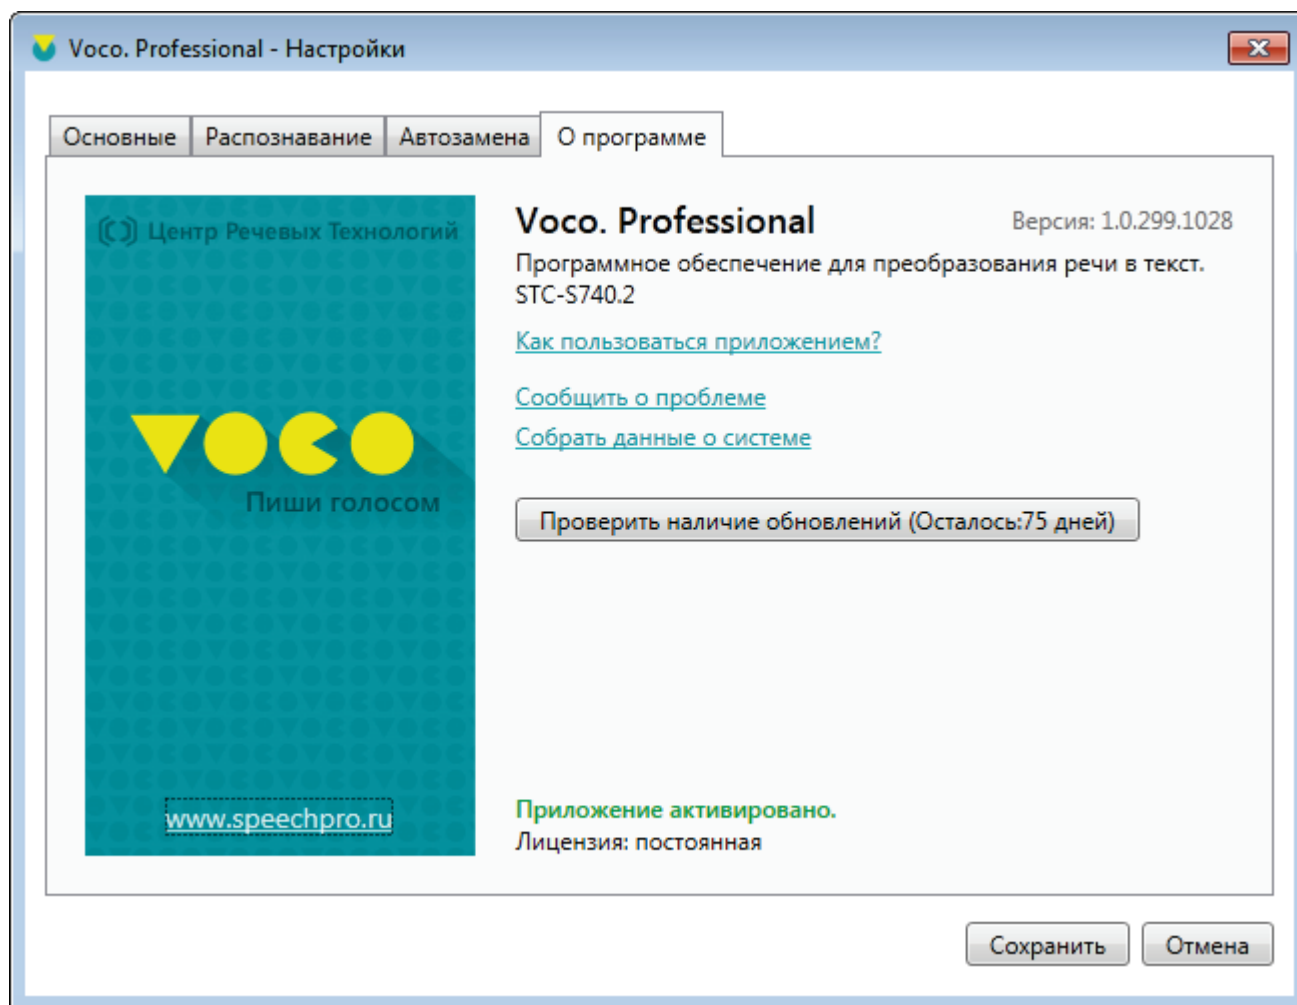 Voco. Professional - Настройки
Основные Распознавание Автозамена О программе
Центр Речевых Технологий
VOCO
Пиши голосом
www.speechpro.ru
Voco. Professional Версия: 1.0.299.1028
Программное обеспечение для преобразования речи в текст.
STC-S740.2
Как пользоваться приложением?
Сообщить о проблеме
Собрать данные о системе
Проверить наличие обновлений (Осталось:75 дней)
Приложение активировано.
Лицензия: постоянная
Сохранить Отмена